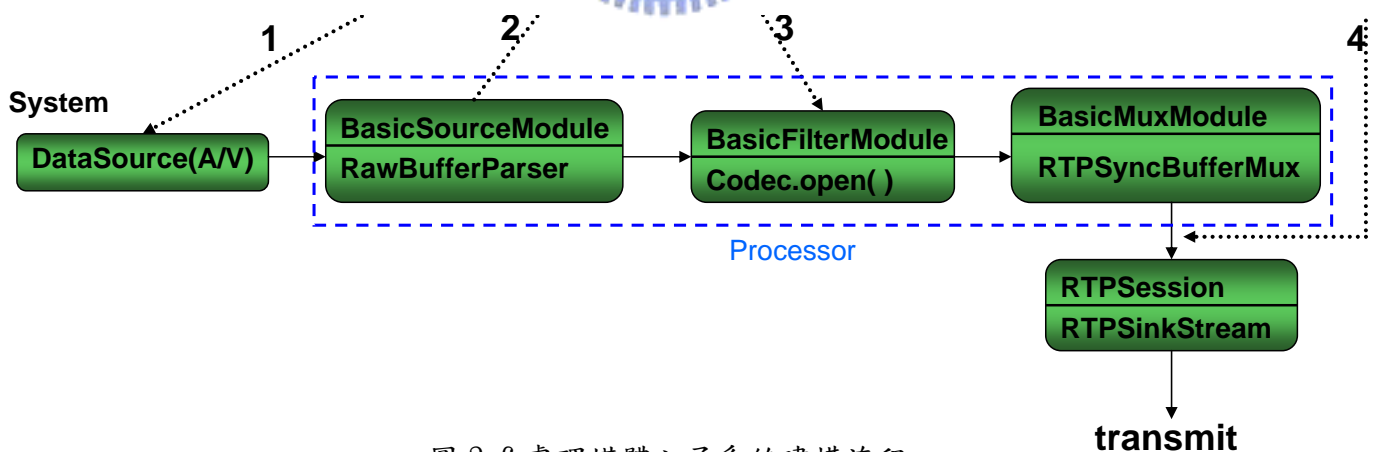 1
2
3
4
System
DataSource(A/V)
BasicSourceModule
RawBufferParser
BasicFilterModule
Codec.open( )
BasicMuxModule
RTPSyncBufferMux
Processor
RTPSession
RTPSinkStream
transmit